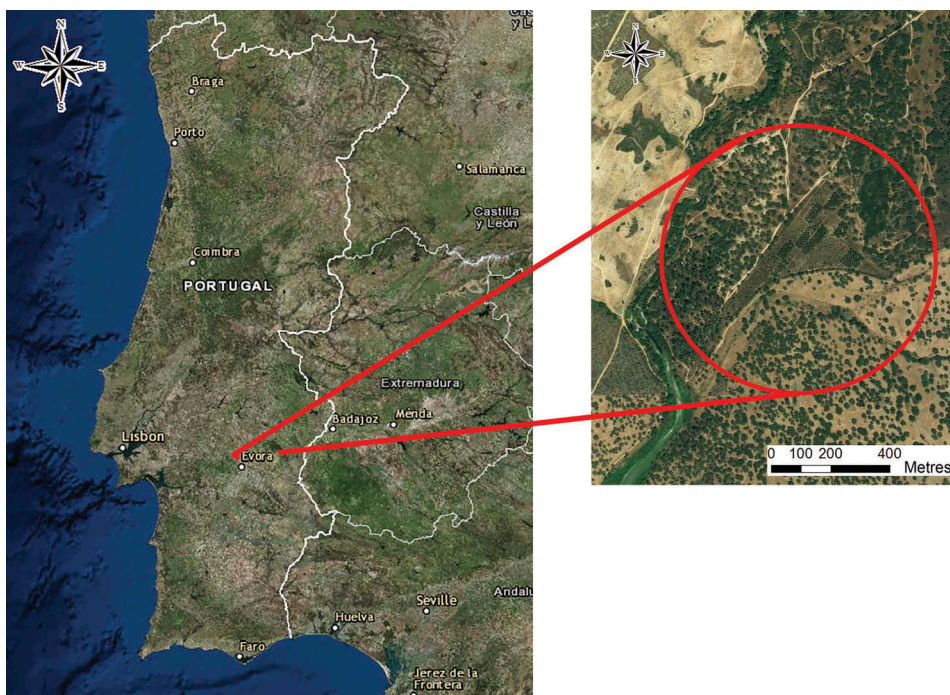 N
W E
S
Braga
Porto
Salamanca
Castilla
y León
Coimbra
PORTUGAL
Extremadura
Badajoz
Mérida
Lisbon
Évora
Seville
Huelva
Faro
Jerez de la
Frontera
N
W E
S
0 100 200 400
Metres